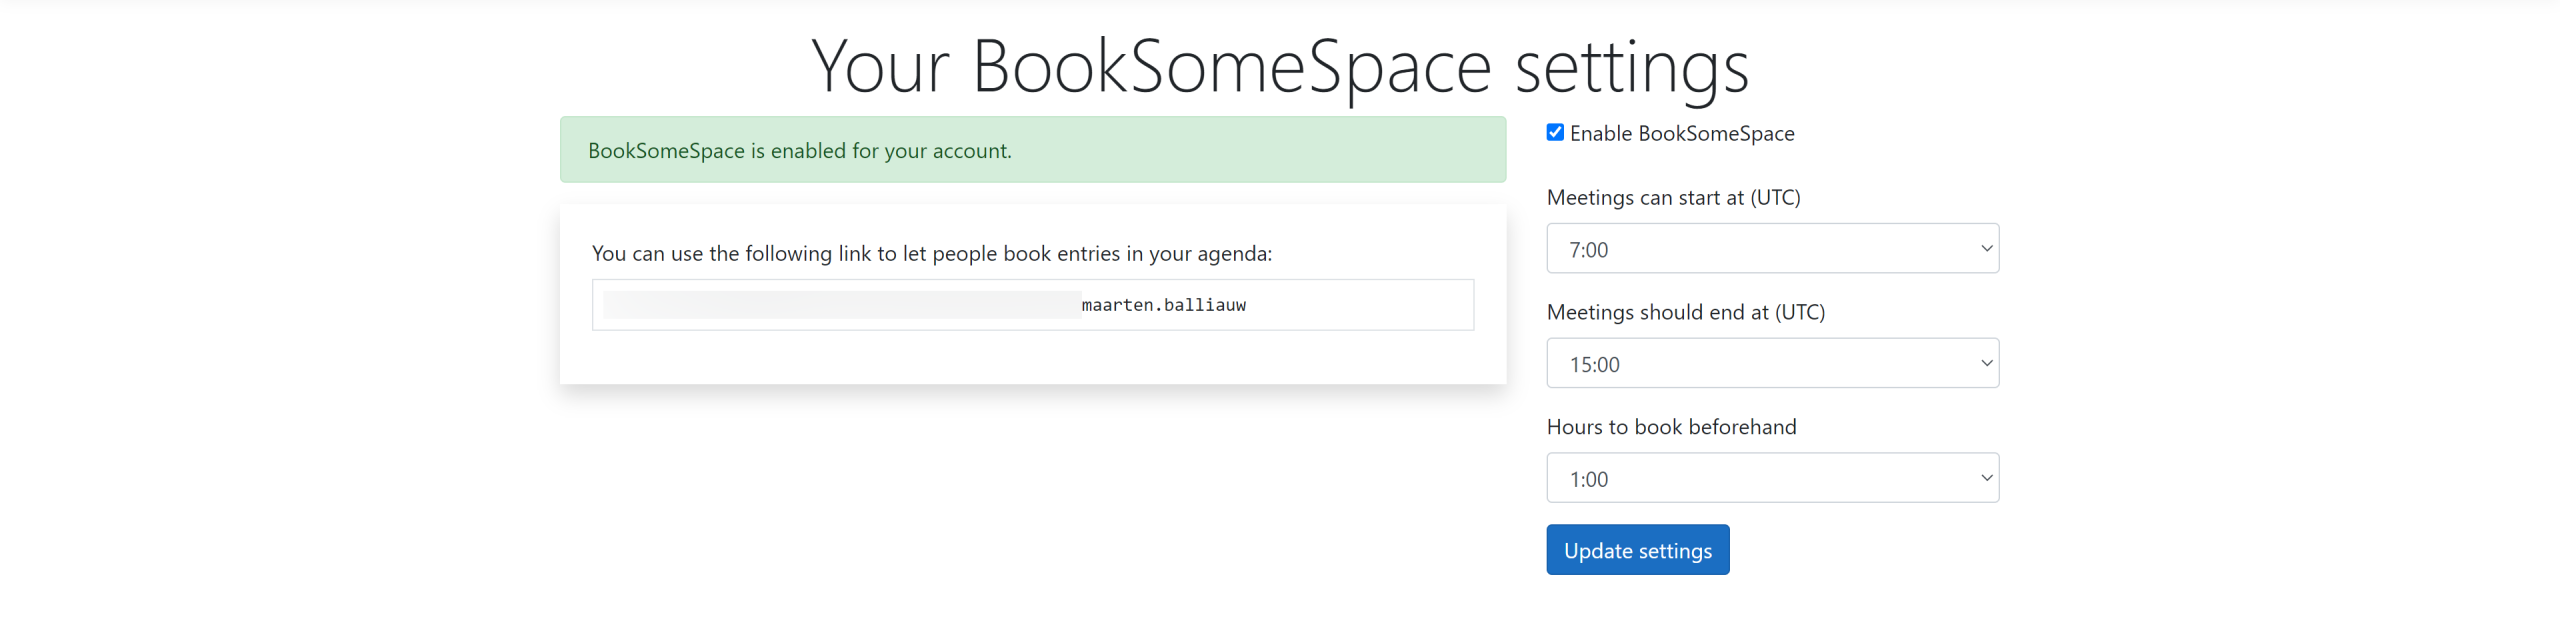 Your BookSomeSpace settings
BookSomeSpace is enabled for your account.
You can use the following link to let people book entries in your agenda:
maarten.balliauw
Enable BookSomeSpace
Meetings can start at (UTC)
7:00
Meetings should end at (UTC)
15:00
Hours to book beforehand
1:00
Update settings